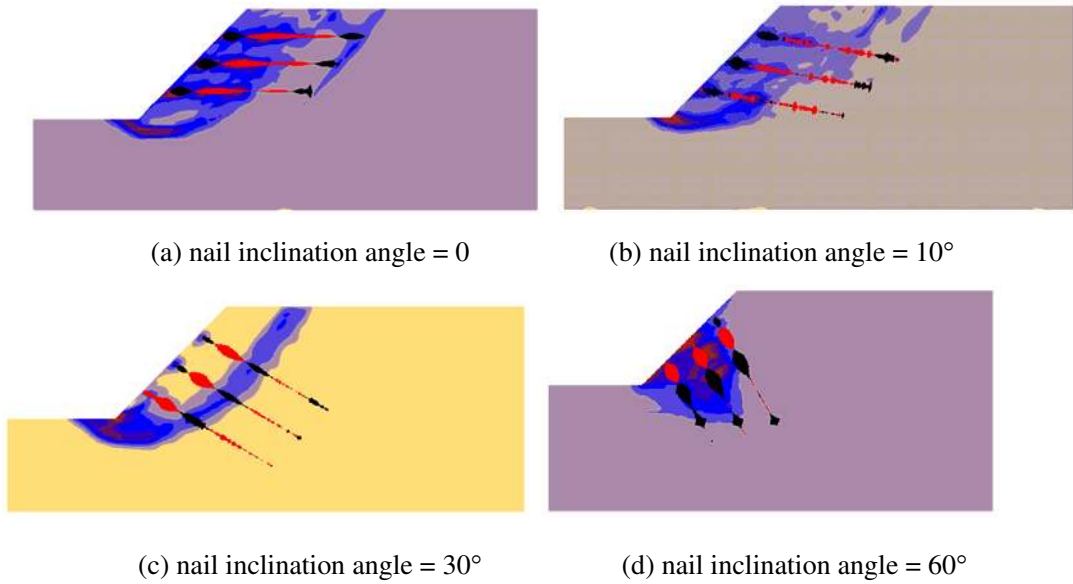 (a) nail inclination angle = 0
(b) nail inclination angle = 10°
(c) nail inclination angle = 30°
(d) nail inclination angle = 60°